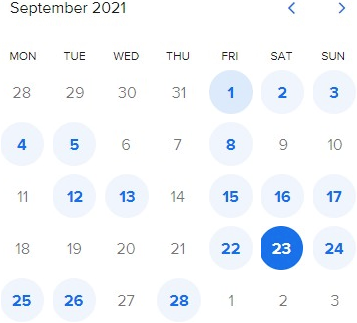 September 2021
MON TUE WED THU FRI SAT SUN
28 29 30 31 1 2 3
4 5 6 7 8 9 10
11 12 13 14 15 16 17
18 19 20 21 22 23 24
25 26 27 28 1 2 3